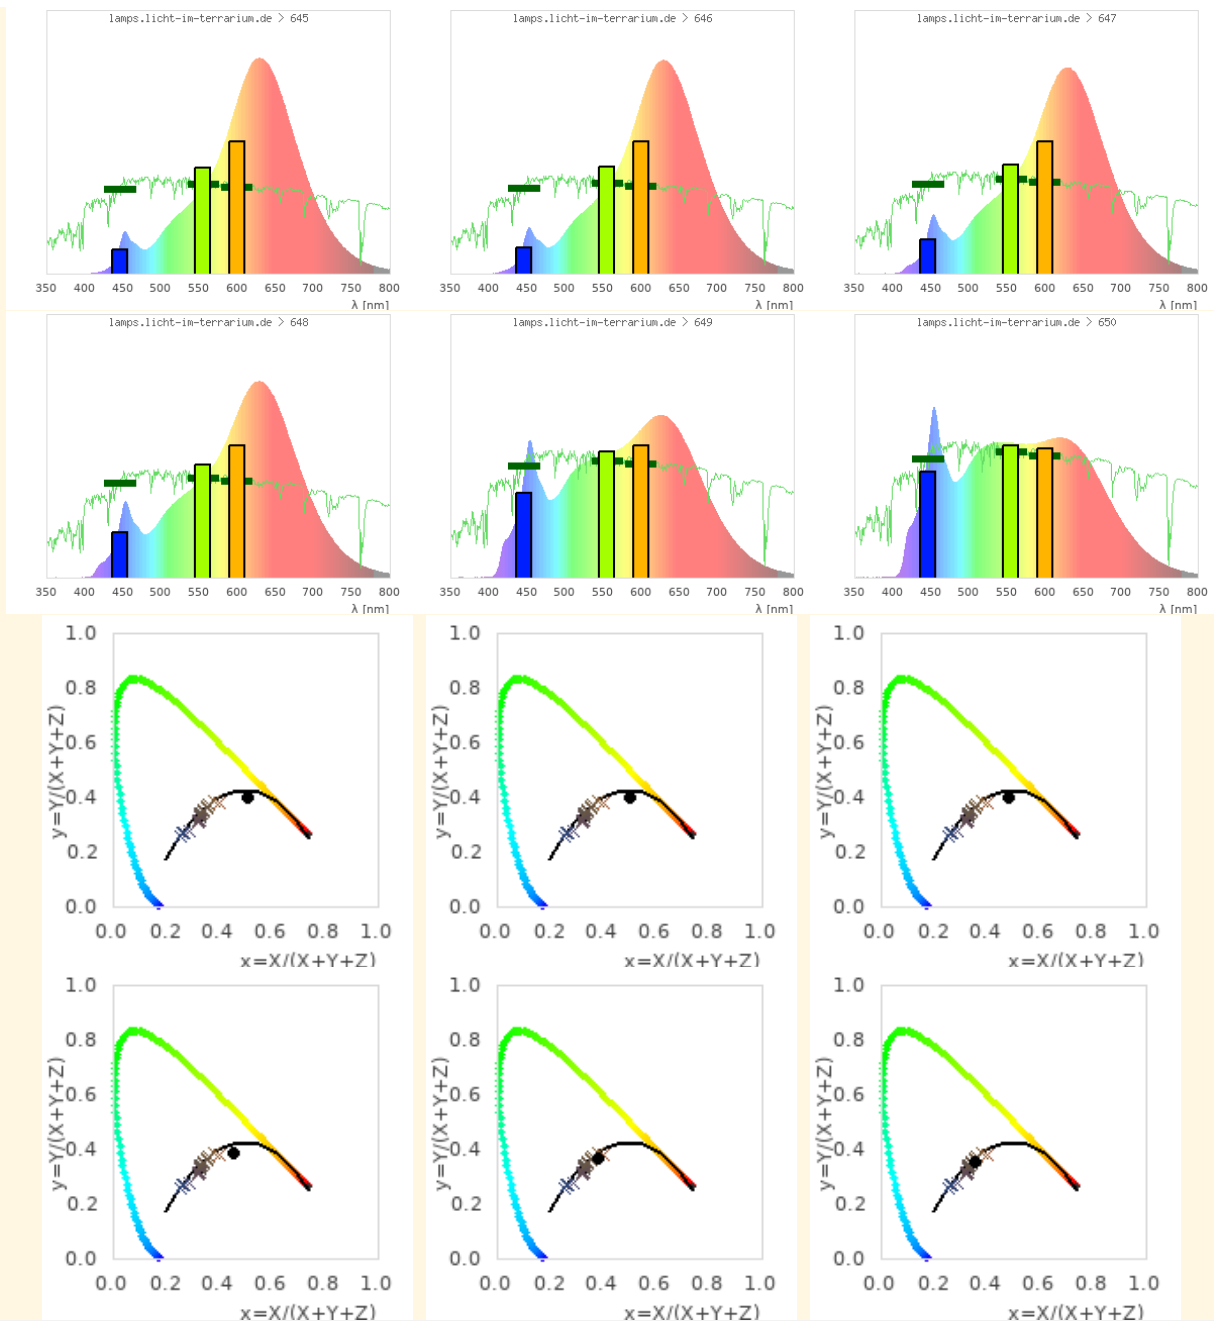 lamps.licht-im-terrarium.de > 645
lamps.licht-im-terrarium.de > 646
lamps.licht-im-terrarium.de > 647
350 400 450 500 550 600 650 700 750 800
350 400 450 500 550 600 650 700 750 800
350 400 450 500 550 600 650 700 750 800
λ [nm]
λ [nm]
λ [nm]
lamps.licht-im-terrarium.de > 648
lamps.licht-im-terrarium.de > 649
lamps.licht-im-terrarium.de > 650
350 400 450 500 550 600 650 700 750 800
350 400 450 500 550 600 650 700 750 800
350 400 450 500 550 600 650 700 750 800
λ [nm]
λ [nm]
λ [nm]
1.0
0.8
0.6
0.4
0.2
0.0
y=Y/(X+Y+Z)
0.0 0.2 0.4 0.6 0.8 1.0
x=X/(X+Y+Z)
1.0
0.8
0.6
0.4
0.2
0.0
y=Y/(X+Y+Z)
0.0 0.2 0.4 0.6 0.8 1.0
x=X/(X+Y+Z)
1.0
0.8
0.6
0.4
0.2
0.0
y=Y/(X+Y+Z)
0.0 0.2 0.4 0.6 0.8 1.0
x=X/(X+Y+Z)
1.0
0.8
0.6
0.4
0.2
0.0
y=Y/(X+Y+Z)
0.0 0.2 0.4 0.6 0.8 1.0
x=X/(X+Y+Z)
1.0
0.8
0.6
0.4
0.2
0.0
y=Y/(X+Y+Z)
0.0 0.2 0.4 0.6 0.8 1.0
x=X/(X+Y+Z)
1.0
0.8
0.6
0.4
0.2
0.0
y=Y/(X+Y+Z)
0.0 0.2 0.4 0.6 0.8 1.0
x=X/(X+Y+Z)